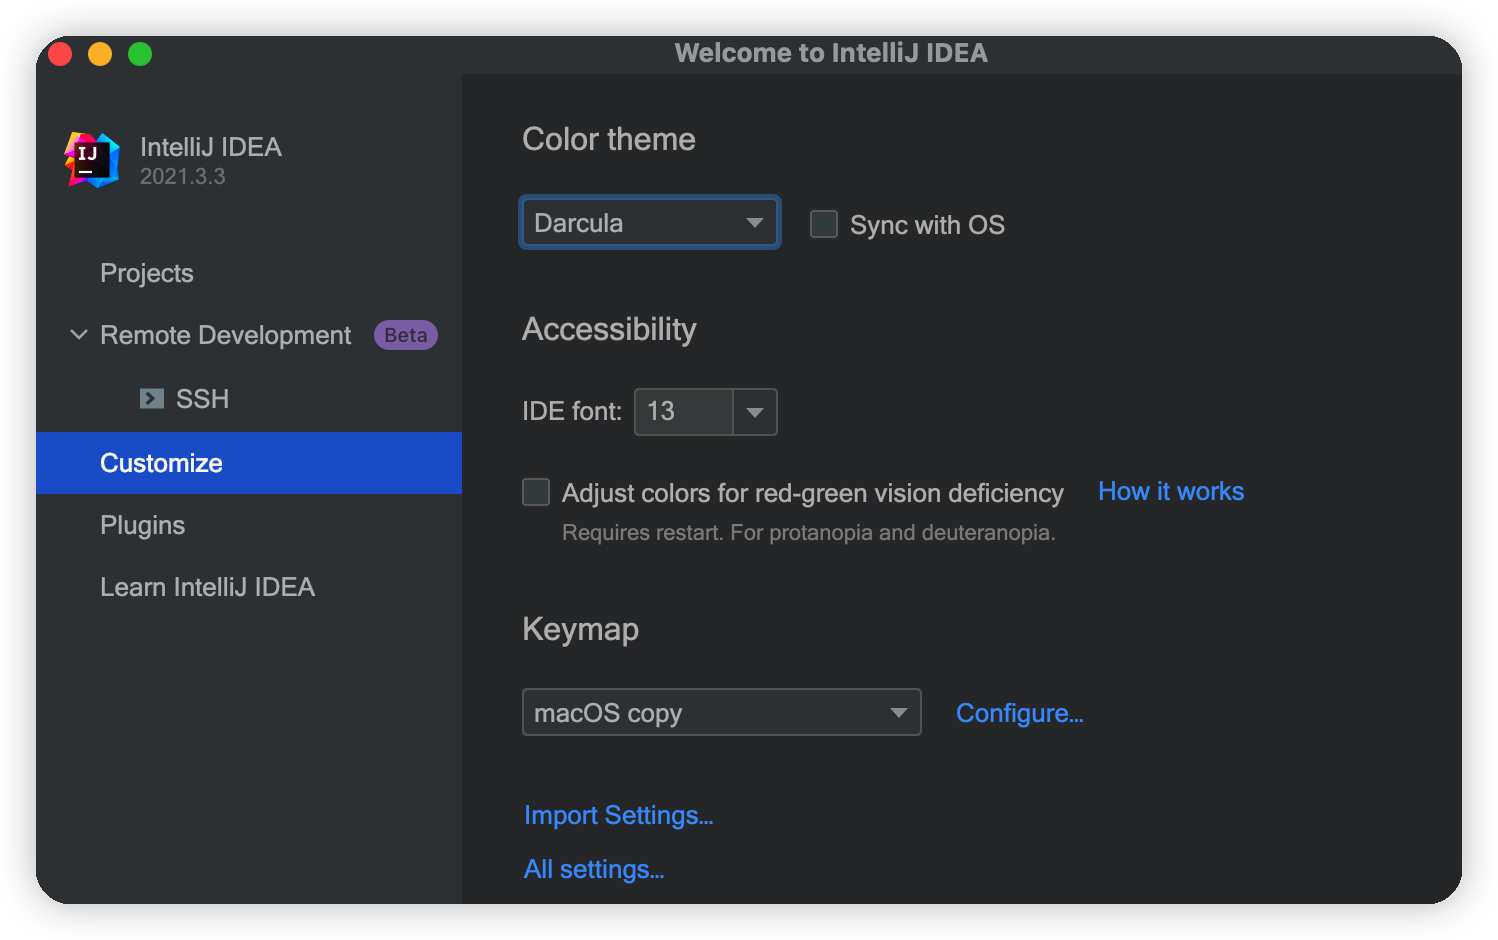 Welcome to IntelliJ IDEA
IJ
IntelliJ IDEA
2021.3.3
Projects
Remote Development Beta
SSH
Customize
Plugins
Learn IntelliJ IDEA
Color theme
Darcula Sync with OS
Accessibility
IDE font: 13
Adjust colors for red-green vision deficiency How it works
Requires restart. For protanopia and deuteranopia.
Keymap
macOS copy Configure...
Import Settings...
All settings...